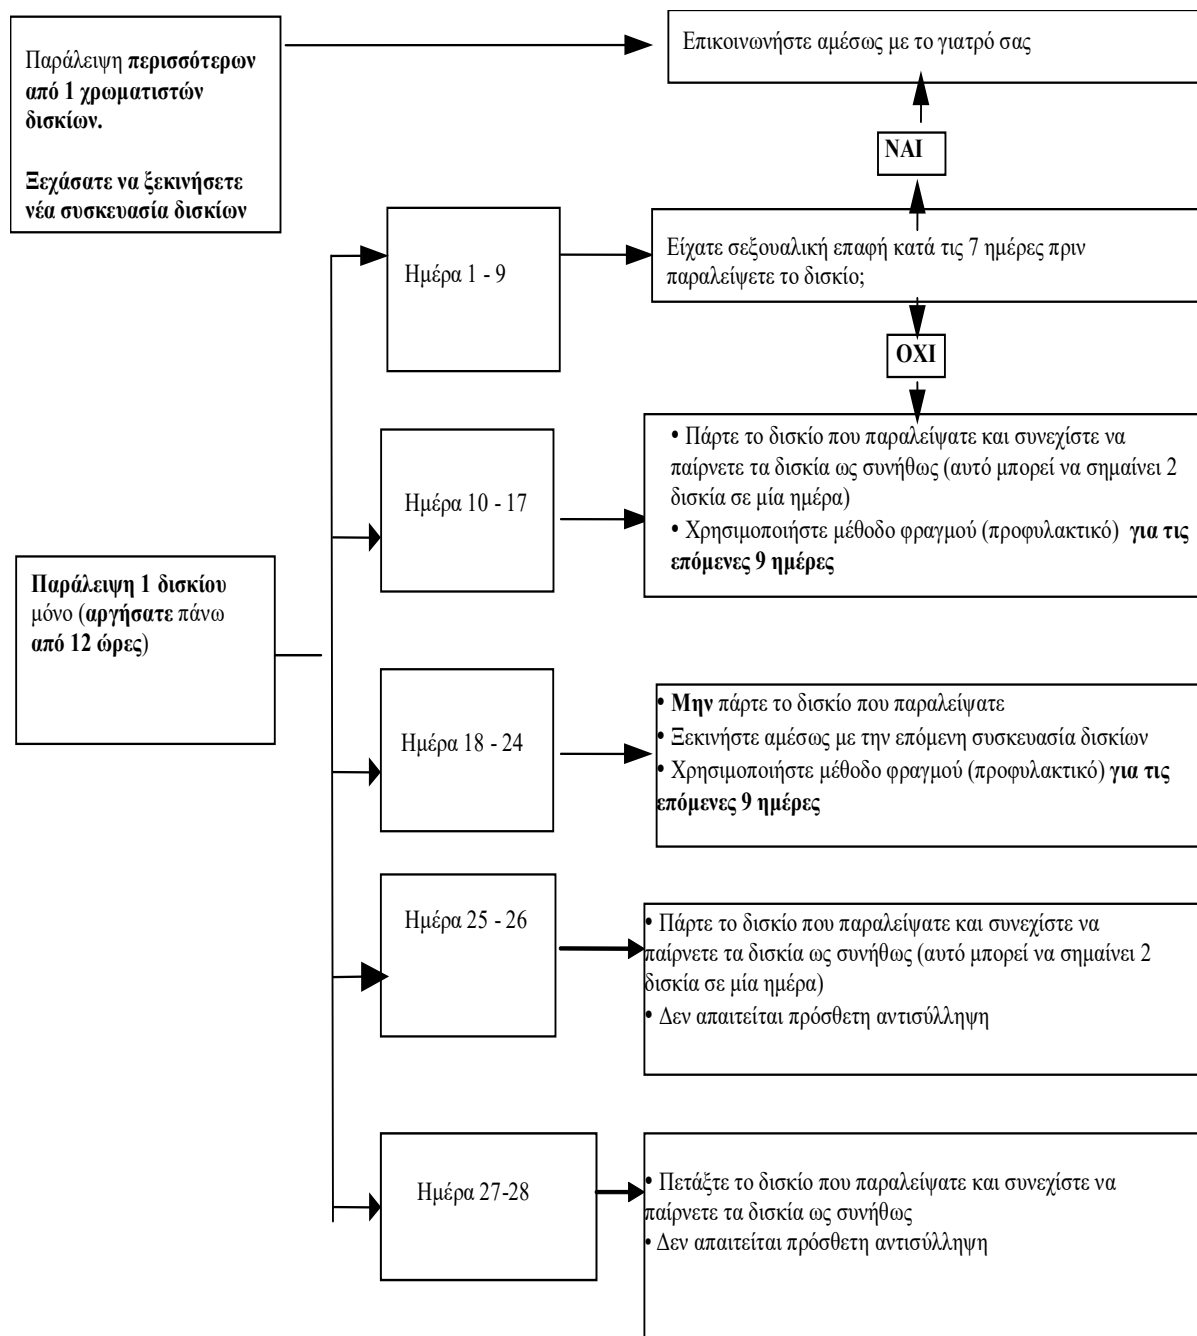 Παράλειψη περισσότερων
από 1 χρωματιστών
δισκίων.
Ξεχάσατε να ξεκινήσετε
νέα συσκευασία δισκίων
Επικοινωνήστε αμέσως με το γιατρό σας
ΝΑΙ
Ημέρα 1 - 9
Είχατε σεξουαλική επαφή κατά τις 7 ημέρες πριν
παραλείψετε το δισκίο;
ΟΧΙ
Ημέρα 10 - 17
• Πάρτε το δισκίο που παραλείψατε και συνεχίστε να
παίρνετε τα δισκία ως συνήθως (αυτό μπορεί να σημαίνει 2
δισκία σε μία ημέρα)
• Χρησιμοποιήστε μέθοδο φραγμού (προφυλακτικό) για τις
επόμενες 9 ημέρες
Παράλειψη 1 δισκίου
μόνο (αργήσατε πάνω
από 12 ώρες)
Ημέρα 18 - 24
• Μην πάρτε το δισκίο που παραλείψατε
• Ξεκινήστε αμέσως με την επόμενη συσκευασία δισκίων
• Χρησιμοποιήστε μέθοδο φραγμού (προφυλακτικό) για τις
επόμενες 9 ημέρες
Ημέρα 25 - 26
• Πάρτε το δισκίο που παραλείψατε και συνεχίστε να
παίρνετε τα δισκία ως συνήθως (αυτό μπορεί να σημαίνει 2
δισκία σε μία ημέρα)
• Δεν απαιτείται πρόσθετη αντισύλληψη
Ημέρα 27-28
• Πετάξτε το δισκίο που παραλείψατε και συνεχίστε να
παίρνετε τα δισκία ως συνήθως
• Δεν απαιτείται πρόσθετη αντισύλληψη